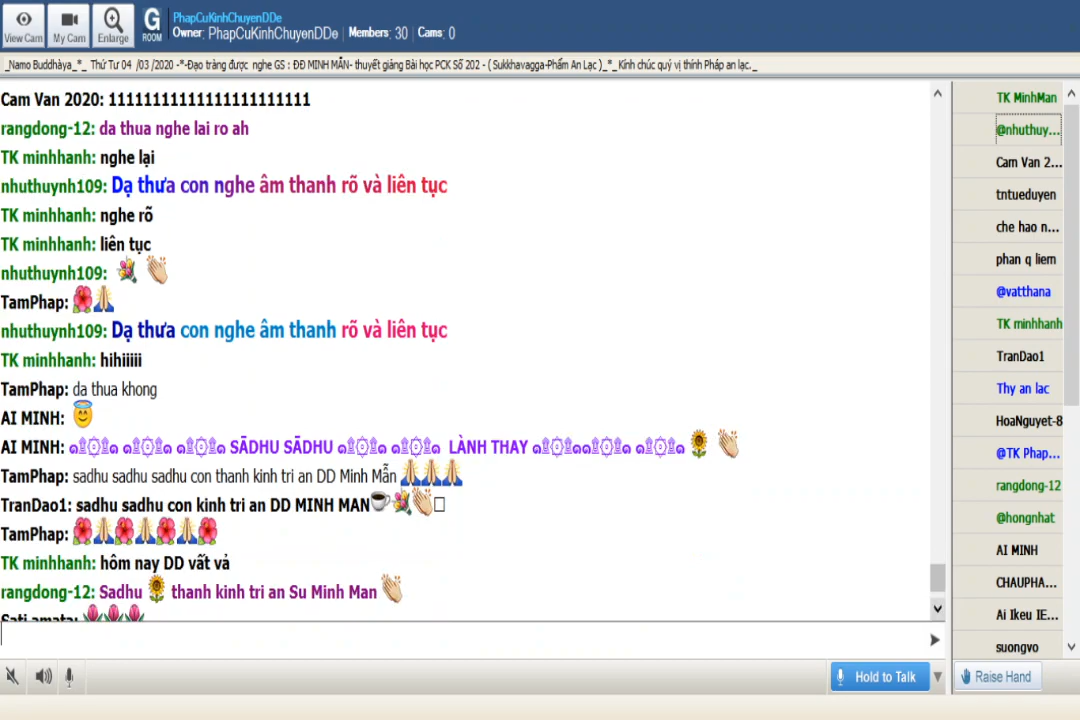 View Cam
My Cam
Enlarge
G
ROOM
PhapCuKinhChuyenDDe
Owner: PhapCuKinhChuyenDDe | Members: 30 | Cams: 0
_Namo Buddhàya_*_ Thứ Tư 04 /03 /2020 -*-Đạo tràng được nghe GS : ĐĐ MINH MẪN- thuyết giảng Bài học PCK Số 202 - ( Sukkhavagga-Phẩm An Lạc )_*_Kính chúc quý vị thính Pháp an lạc._
Cam Van 2020: 1111111111111111111111
rangdong-12: da thua nghe lai ro ah
TK minhhanh: nghe lại
nhuthuynh109: Dạ thưa con nghe âm thanh rõ và liên tục
TK minhhanh: nghe rõ
TK minhhanh: liên tục
nhuthuynh109: 💐 👏
TamPhap: 🌺🙏
nhuthuynh109: Dạ thưa con nghe âm thanh rõ và liên tục
TK minhhanh: hihiiiii
TamPhap: da thua khong
AI MINH: 😇
AI MINH: ๑۩۞۩๑ ๑۩۞۩๑ ๑۩۞۩๑ SĀDHU SĀDHU ๑۩۞۩๑ ๑۩۞۩๑ LÀNH THAY ๑۩۞۩๑๑۩۞۩๑ ๑۩۞۩๑ 🌻 👏
TamPhap: sadhu sadhu sadhu con thanh kinh tri an DD Minh Mẫn 🙏🙏🙏
TranDao1: sadhu sadhu con kinh tri an DD MINH MAN☕💐👏
TamPhap: 🌺🙏🌺🙏🌺🙏🌺
TK minhhanh: hôm nay DD vất vả
rangdong-12: Sadhu 🌻 thanh kinh tri an Su Minh Man 👏
Sati amata: 🌷🌷🌷
TK MinhMan
@nhuthuy...
Cam Van 2...
tntueduyen
che hao n...
phan q liem
@vatthana
TK minhhanh
TranDao1
Thy an lac
HoaNguyet-8
@TK Phap...
rangdong-12
@hongnhat
AI MINH
CHAUPHA...
Ai Ikeu IE...
suongvo
Hold to Talk
Raise Hand